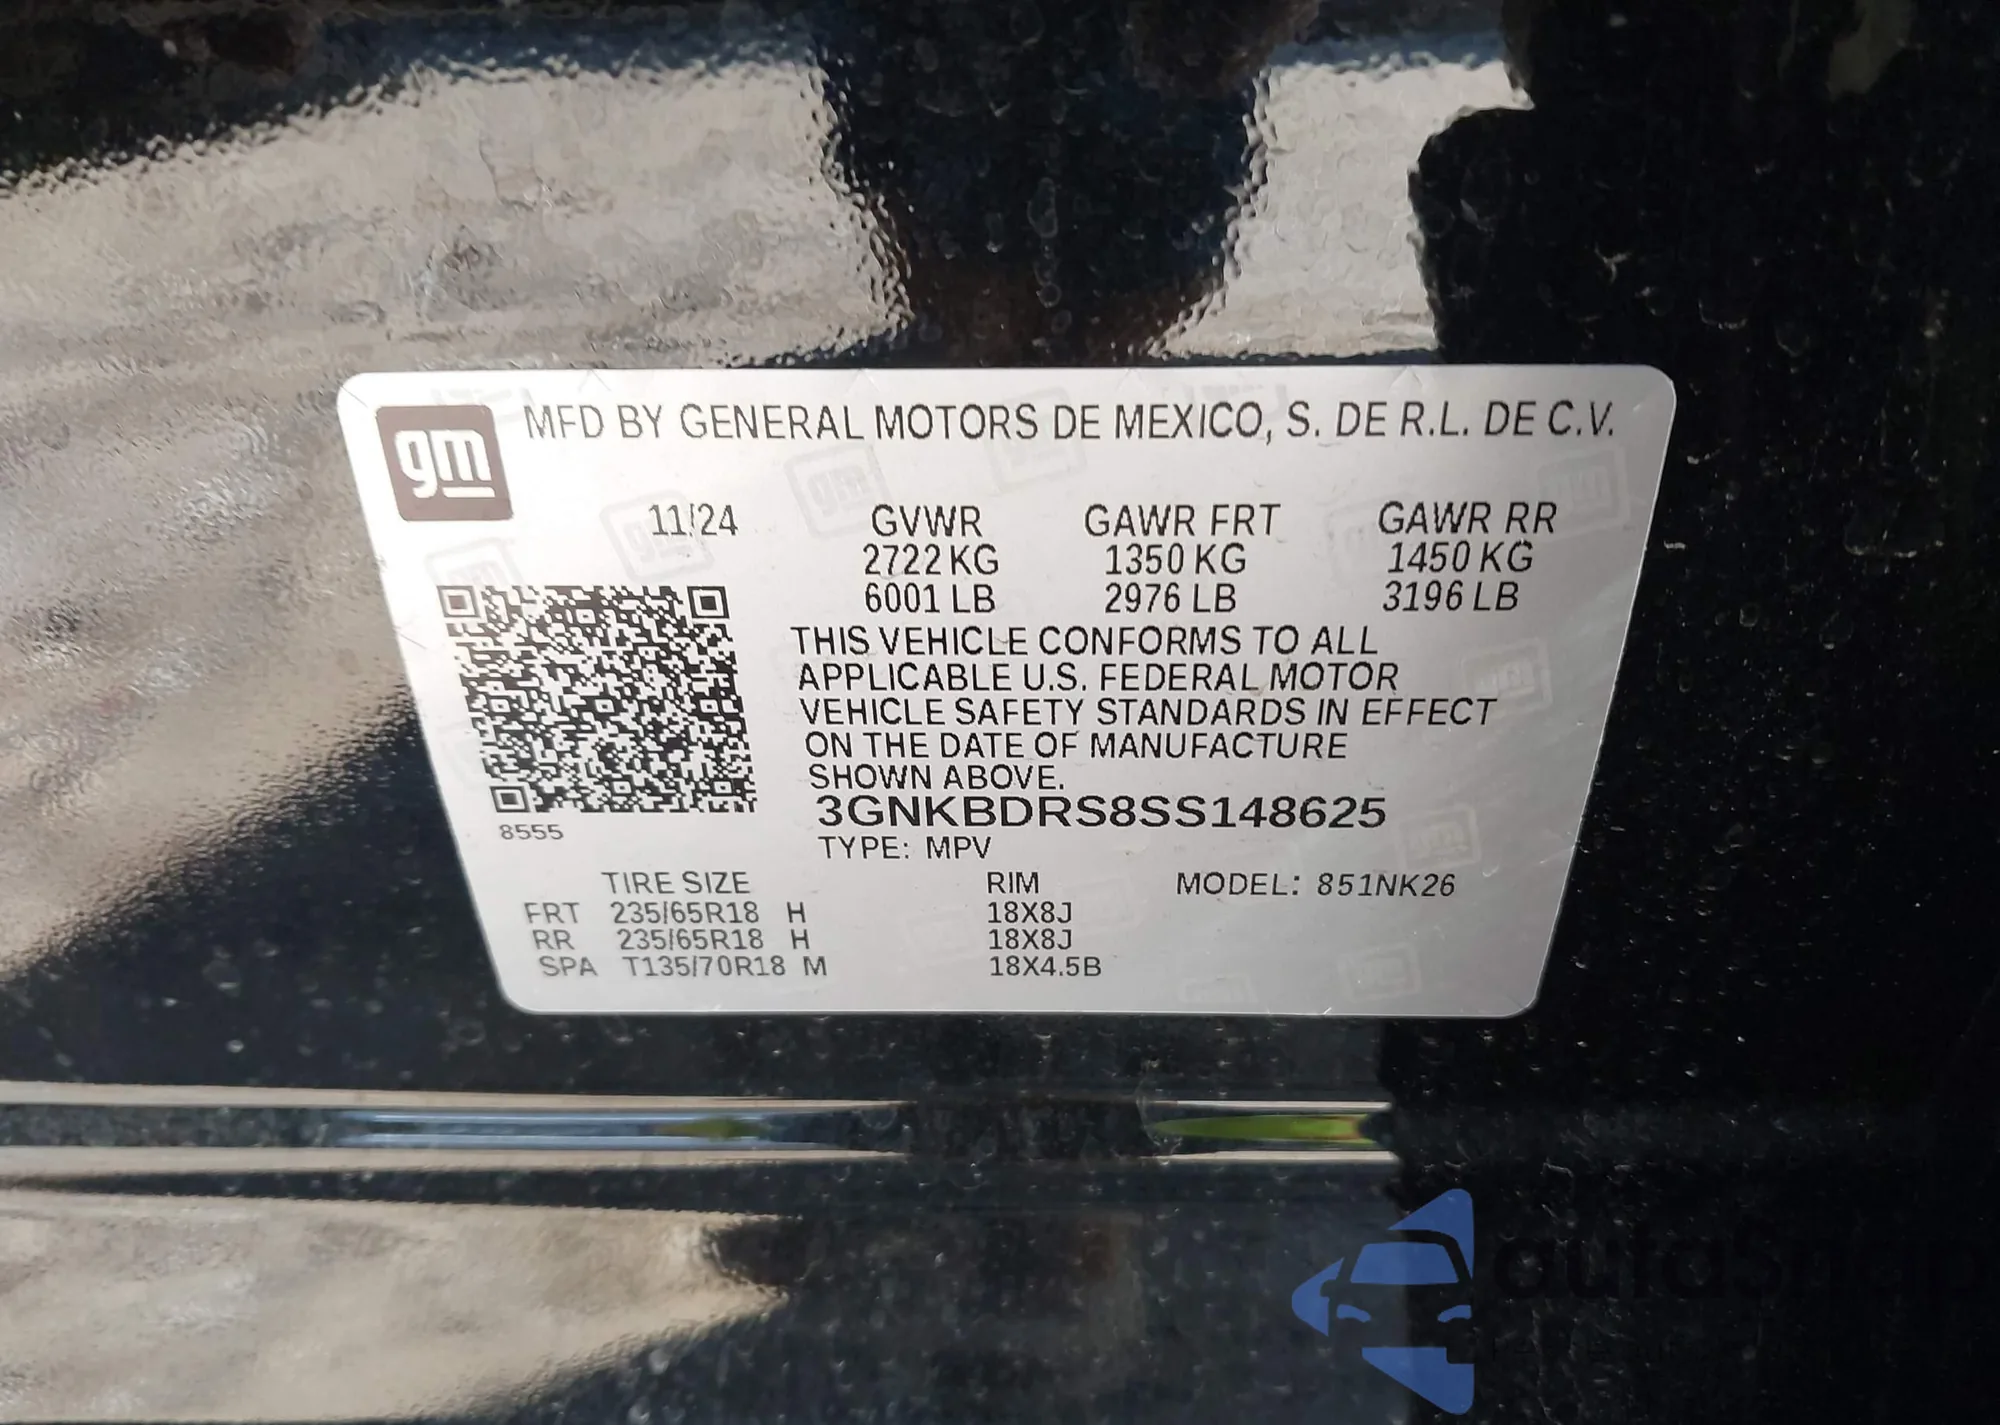 gm
MFD BY GENERAL MOTORS DE MEXICO, S. DE R.L. DE C.V.
11/24 GVWR GAWR FRT GAWR RR
2722 KG 1350 KG 1450 KG
6001 LB 2976 LB 3196 LB
THIS VEHICLE CONFORMS TO ALL
APPLICABLE U.S. FEDERAL MOTOR
VEHICLE SAFETY STANDARDS IN EFFECT
ON THE DATE OF MANUFACTURE
SHOWN ABOVE.
3GNKBDRS8SS148625
8555
TYPE: MPV
TIRE SIZE RIM MODEL: 851NK26
FRT 235/65R18 H 18X8J
RR 235/65R18 H 18X8J
SPA T135/70R18 M 18X4.5B